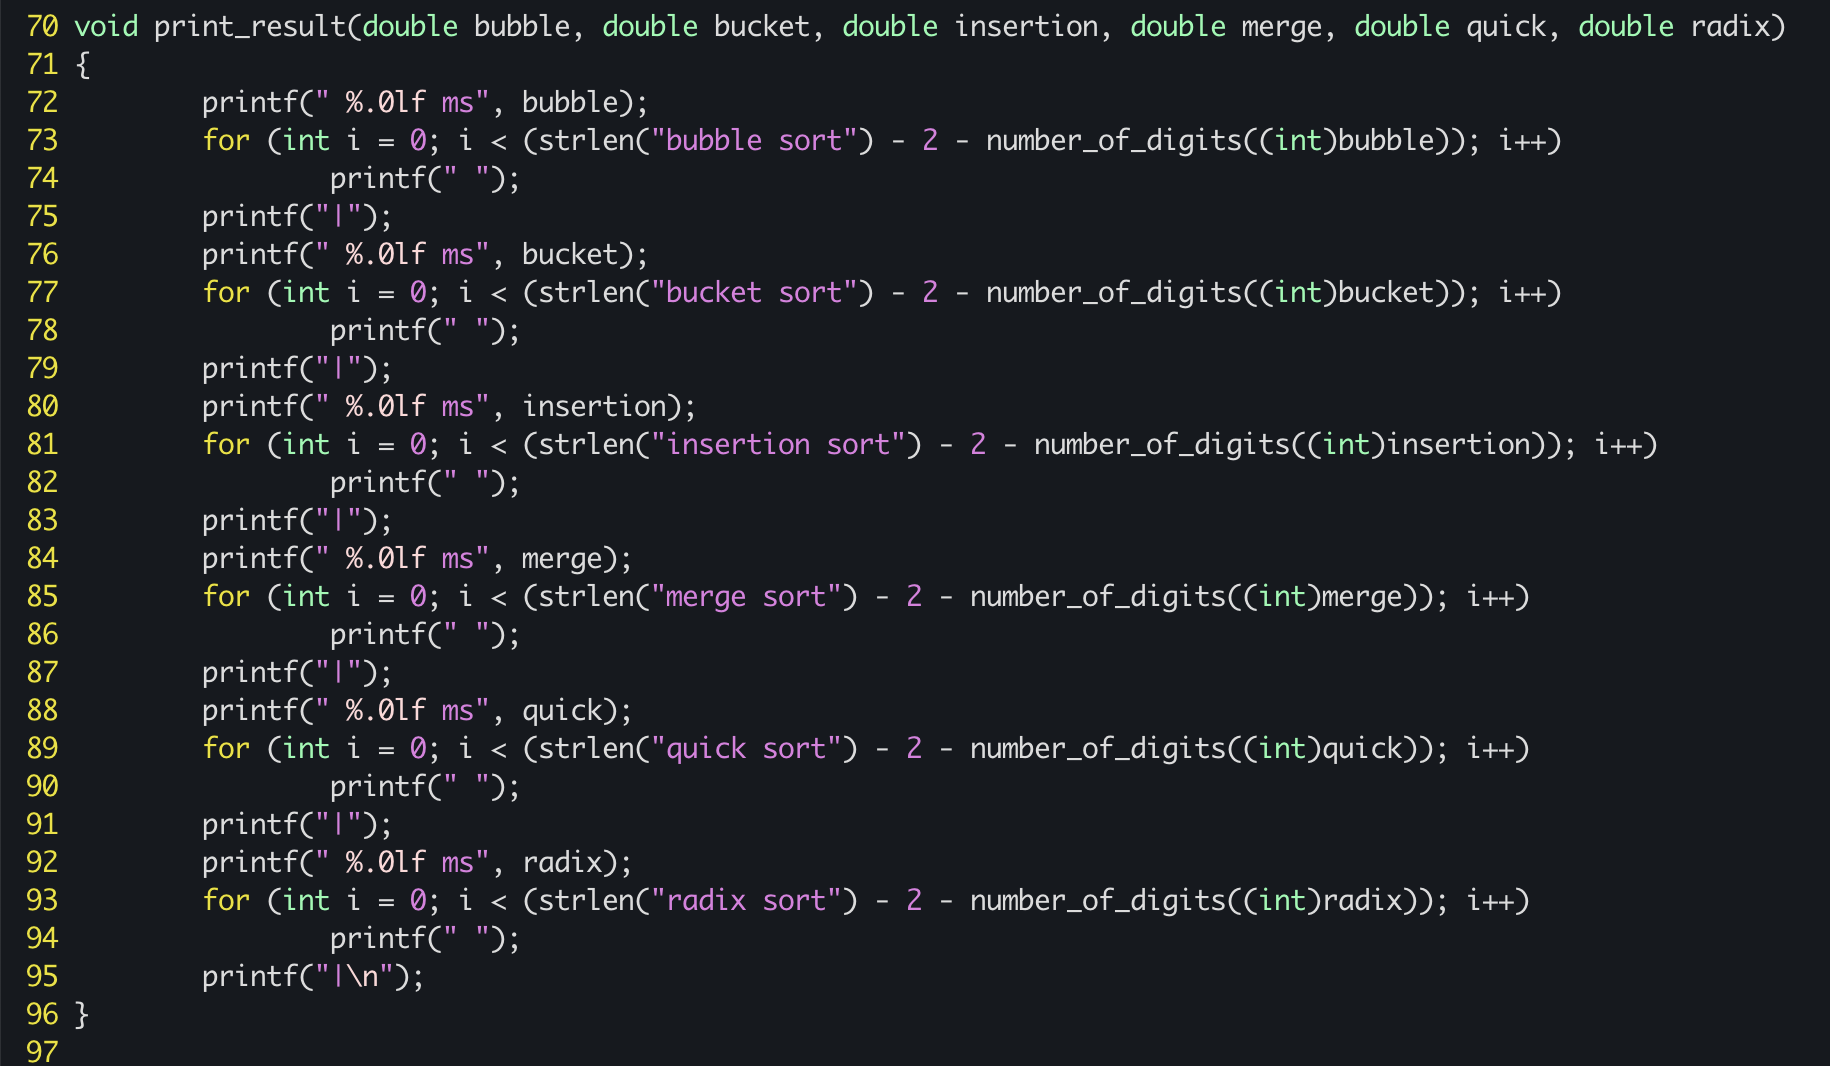 70 void print_result(double bubble, double bucket, double insertion, double merge, double quick, double radix)
71 {
72         printf(" %.0lf ms", bubble);
73         for (int i = 0; i < (strlen("bubble sort") - 2 - number_of_digits((int)bubble)); i++)
74                 printf(" ");
75         printf("|");
76         printf(" %.0lf ms", bucket);
77         for (int i = 0; i < (strlen("bucket sort") - 2 - number_of_digits((int)bucket)); i++)
78                 printf(" ");
79         printf("|");
80         printf(" %.0lf ms", insertion);
81         for (int i = 0; i < (strlen("insertion sort") - 2 - number_of_digits((int)insertion)); i++)
82                 printf(" ");
83         printf("|");
84         printf(" %.0lf ms", merge);
85         for (int i = 0; i < (strlen("merge sort") - 2 - number_of_digits((int)merge)); i++)
86                 printf(" ");
87         printf("|");
88         printf(" %.0lf ms", quick);
89         for (int i = 0; i < (strlen("quick sort") - 2 - number_of_digits((int)quick)); i++)
90                 printf(" ");
91         printf("|");
92         printf(" %.0lf ms", radix);
93         for (int i = 0; i < (strlen("radix sort") - 2 - number_of_digits((int)radix)); i++)
94                 printf(" ");
95         printf("|\n");
96 }
97